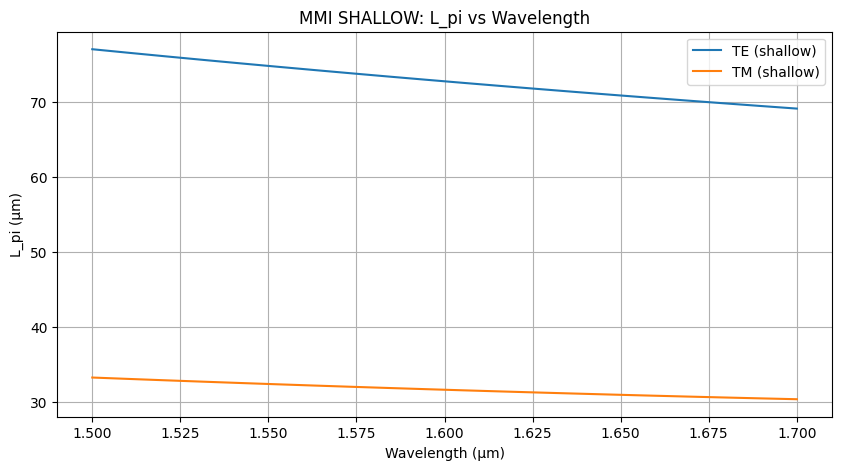 MMI SHALLOW: L_pi vs Wavelength
TE (shallow)
TM (shallow)
L_pi (μm)
70
60
50
40
30
1.500 1.525 1.550 1.575 1.600 1.625 1.650 1.675 1.700
Wavelength (μm)